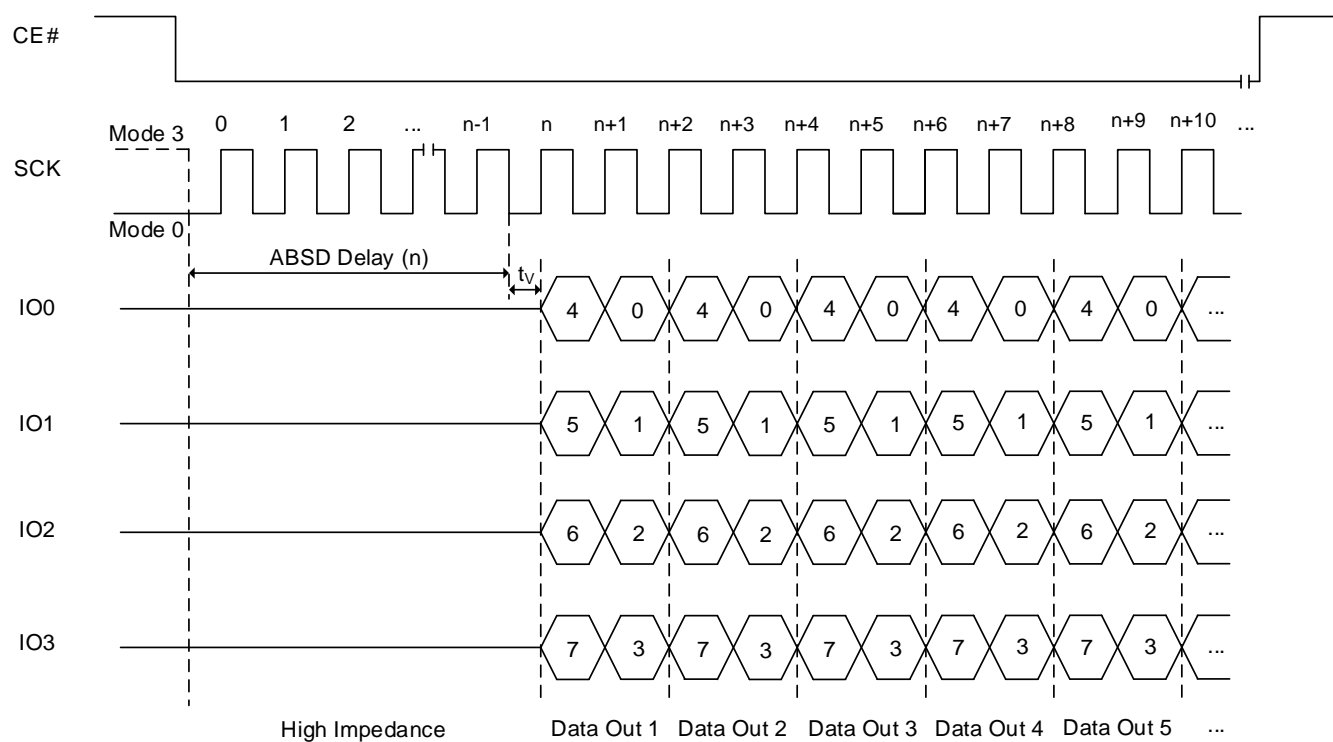 CE#
Mode 3 0 1 2 ... n-1 n n+1 n+2 n+3 n+4 n+5 n+6 n+7 n+8 n+9 n+10 ...
SCK
Mode 0
ABSD Delay (n)
tV
IO0 4 0 4 0 4 0 4 0 4 0 ...
IO1 5 1 5 1 5 1 5 1 5 1 ...
IO2 6 2 6 2 6 2 6 2 6 2 ...
IO3 7 3 7 3 7 3 7 3 7 3 ...
High Impedance Data Out 1 Data Out 2 Data Out 3 Data Out 4 Data Out 5 ...